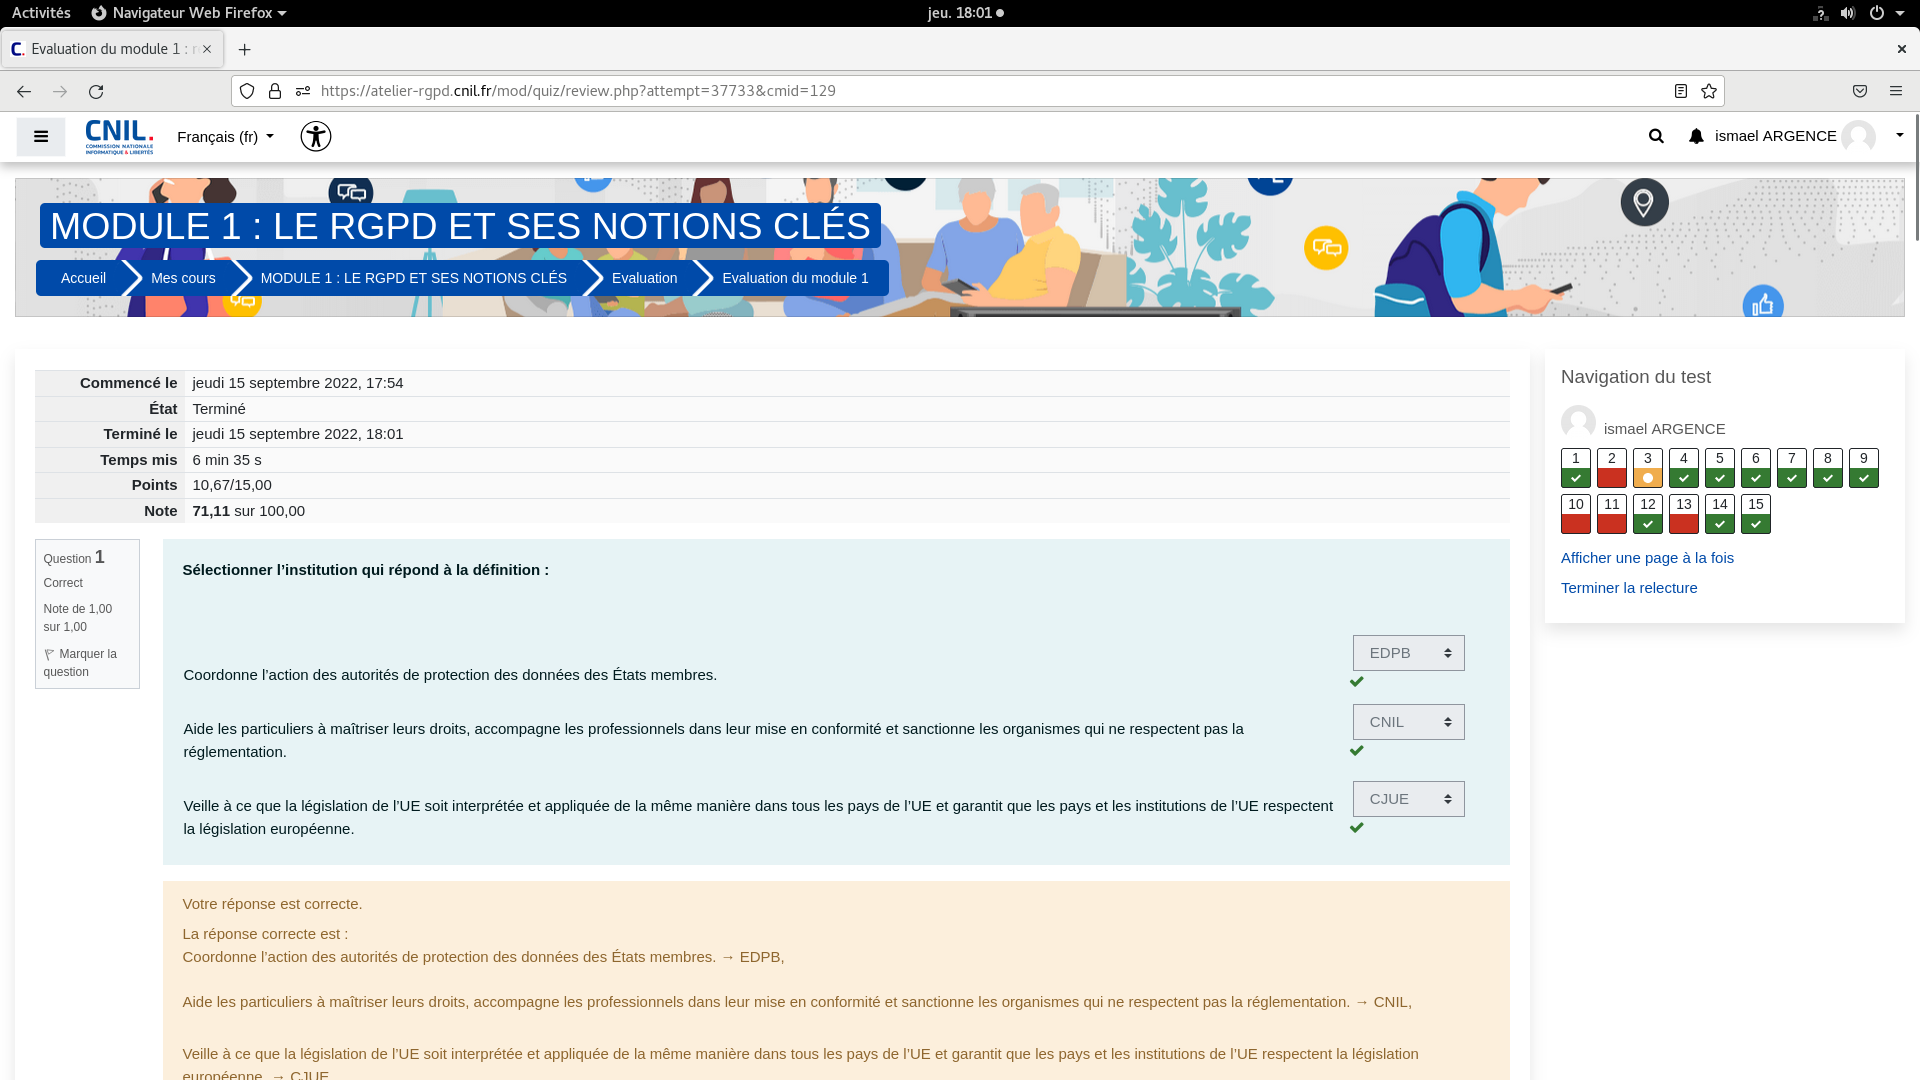 Activités
Navigateur Web Firefox
jeu. 18:01
Evaluation du module 1 :
https://atelier-rgpd.cnil.fr/mod/quiz/review.php?attempt=37733&cmid=129
CNIL.
COMMISSION NATIONALE
INFORMATIQUE & LIBERTÉS
Français (fr)
ismael ARGENCE
MODULE 1 : LE RGPD ET SES NOTIONS CLÉS
Accueil
Mes cours
MODULE 1 : LE RGPD ET SES NOTIONS CLÉS
Evaluation
Evaluation du module 1
Commencé le jeudi 15 septembre 2022, 17:54
État Terminé
Terminé le jeudi 15 septembre 2022, 18:01
Temps mis 6 min 35 s
Points 10,67/15,00
Note 71,11 sur 100,00
Question 1
Correct
Note de 1,00
sur 1,00
Marquer la
question
Sélectionner l’institution qui répond à la définition :
Coordonne l’action des autorités de protection des données des États membres.
EDPB
Aide les particuliers à maîtriser leurs droits, accompagne les professionnels dans leur mise en conformité et sanctionne les organismes qui ne respectent pas la
réglementation.
CNIL
Veille à ce que la législation de l’UE soit interprétée et appliquée de la même manière dans tous les pays de l’UE et garantit que les pays et les institutions de l’UE respectent
la législation européenne.
CJUE
Votre réponse est correcte.
La réponse correcte est :
Coordonne l’action des autorités de protection des données des États membres. → EDPB,
Aide les particuliers à maîtriser leurs droits, accompagne les professionnels dans leur mise en conformité et sanctionne les organismes qui ne respectent pas la réglementation. → CNIL,
Veille à ce que la législation de l’UE soit interprétée et appliquée de la même manière dans tous les pays de l’UE et garantit que les pays et les institutions de l’UE respectent la législation
européenne. → CJUE
Navigation du test
ismael ARGENCE
1 2 3 4 5 6 7 8 9
10 11 12 13 14 15
Afficher une page à la fois
Terminer la relecture